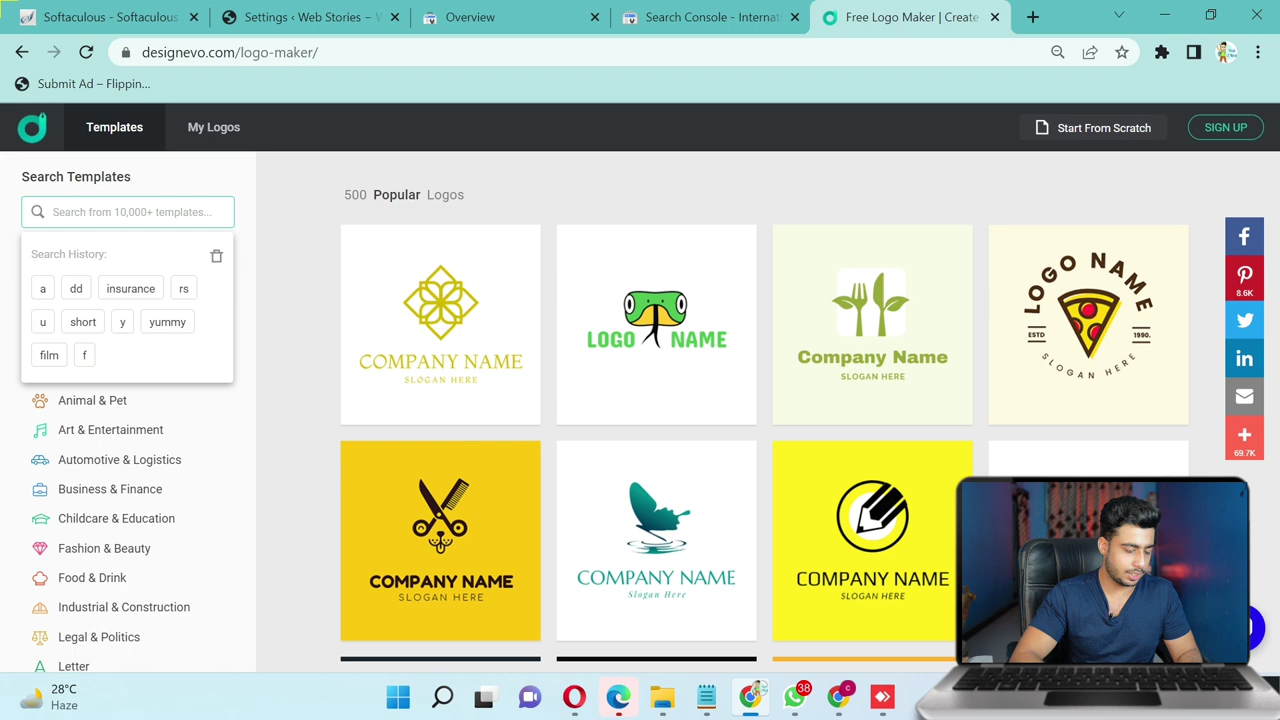 Softaculous - Softaculous
Settings ‹ Web Stories –
Overview
Search Console - Internat
Free Logo Maker | Create
designevo.com/logo-maker/
Submit Ad – Flippin...
Templates
My Logos
Start From Scratch
SIGN UP
Search Templates
Search from 10,000+ templates...
Search History:
a dd insurance rs
u short y yummy
film f
Animal & Pet
Art & Entertainment
Automotive & Logistics
Business & Finance
Childcare & Education
Fashion & Beauty
Food & Drink
Industrial & Construction
Legal & Politics
Letter
500 Popular Logos
COMPANY NAME
SLOGAN HERE
LOGO NAME
Company Name
SLOGAN HERE
LOGO NAME
ESTD 1990.
SLOGAN HERE
COMPANY NAME
SLOGAN HERE
COMPANY NAME
Slogan Here
COMPANY NAME
SLOGAN HERE
8.6K
69.7K
28°C
Haze
38
c